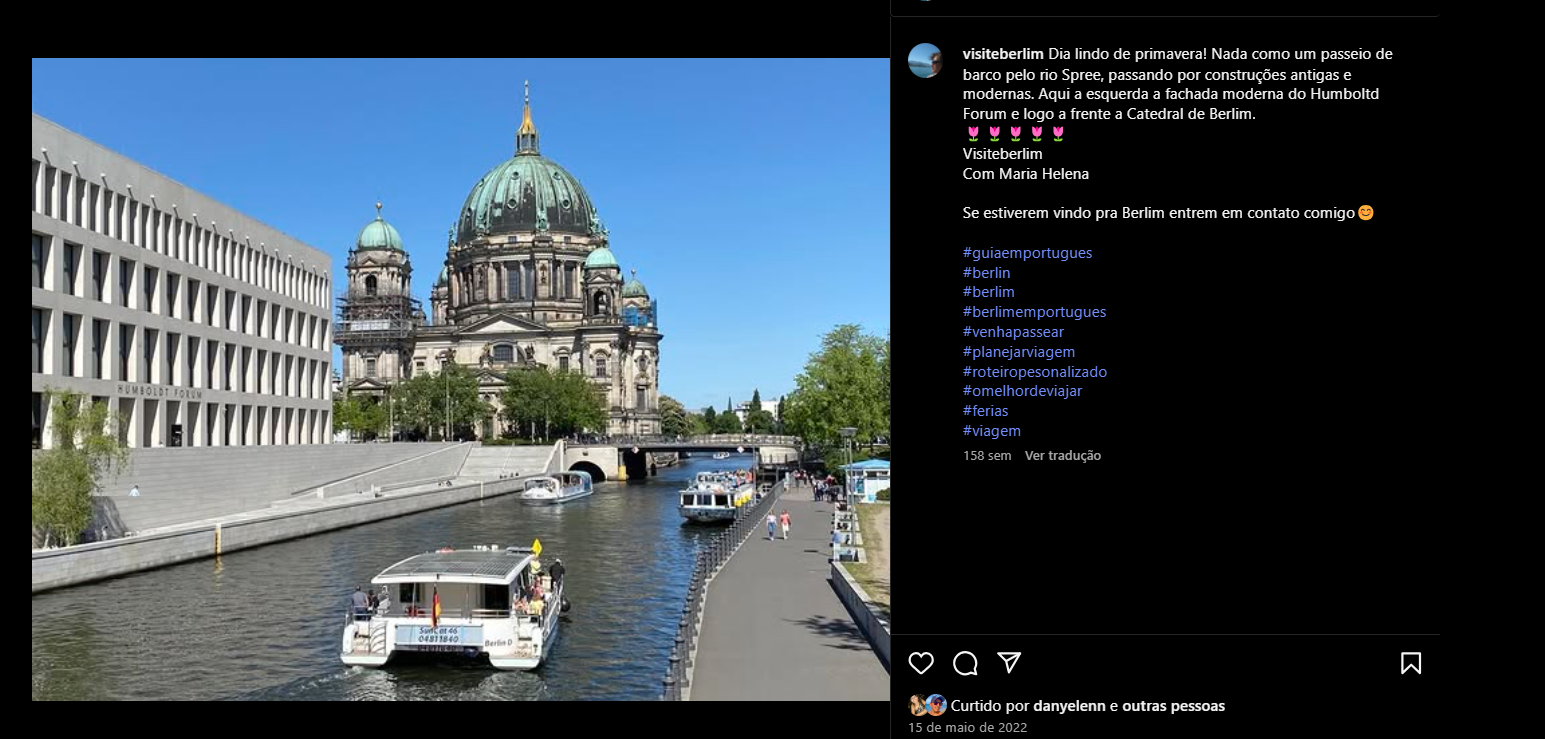 HUMBOLDT FORUM
SunCat 46
04811840
Berlin D
visiteberlim Dia lindo de primavera! Nada como um passeio de
barco pelo rio Spree, passando por construções antigas e
modernas. Aqui a esquerda a fachada moderna do Humboltd
Forum e logo a frente a Catedral de Berlim.
🌷 🌷 🌷 🌷 🌷
Visiteberlim
Com Maria Helena
Se estiverem vindo pra Berlim entrem em contato comigo😊
#guiaemportugues
#berlin
#berlim
#berlimemportugues
#venhapassear
#planejarviagem
#roteiropesonalizado
#omelhordeviajar
#ferias
#viagem
158 sem Ver tradução
Curtido por danyelenn e outras pessoas
15 de maio de 2022